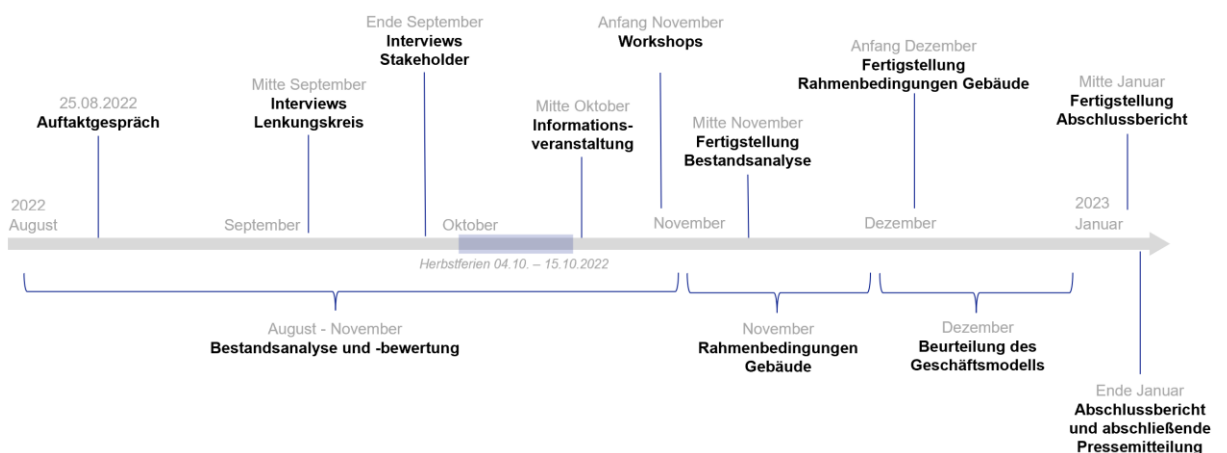 Ende September
Interviews
Stakeholder
Anfang November
Workshops
Anfang Dezember
Fertigstellung
Rahmenbedingungen Gebäude
Mitte September
Interviews
Lenkungskreis
Mitte Januar
Fertigstellung
Abschlussbericht
25.08.2022
Auftaktgespräch
Mitte Oktober
Informations-
veranstaltung
Mitte November
Fertigstellung
Bestandsanalyse
2022
August
September
Oktober
November
Dezember
2023
Januar
Herbstferien 04.10. – 15.10.2022
August - November
Bestandsanalyse und -bewertung
November
Rahmenbedingungen
Gebäude
Dezember
Beurteilung des
Geschäftsmodells
Ende Januar
Abschlussbericht
und abschließende
Pressemitteilung